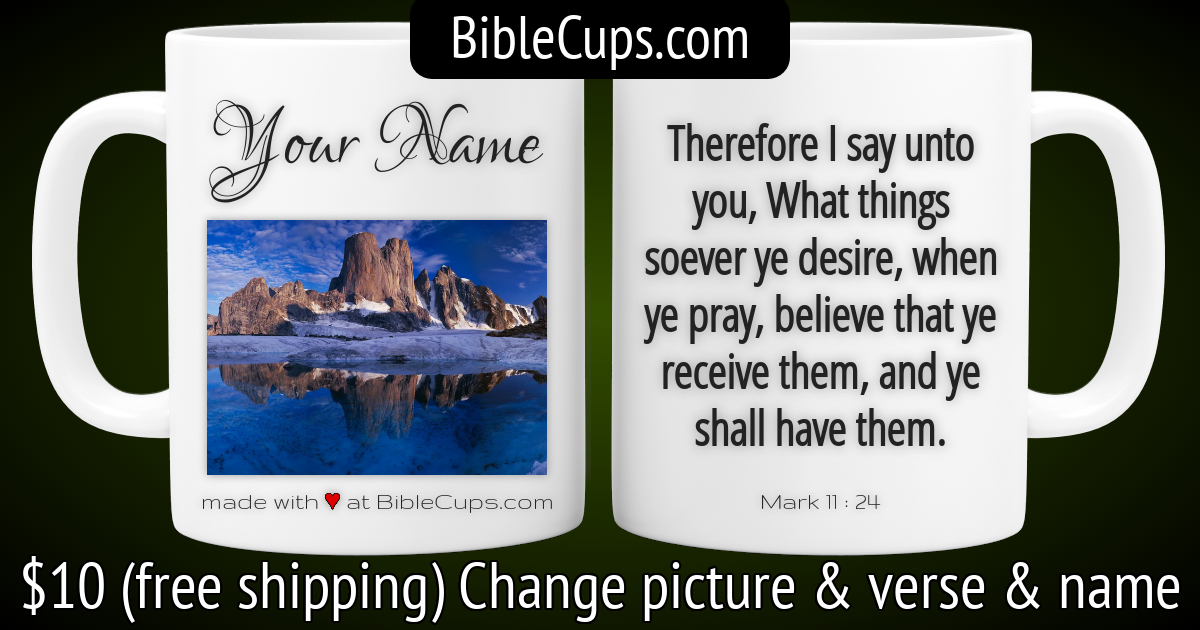 BibleCups.com
Your Name
made with ♥ at BibleCups.com
Therefore I say unto
you, What things
soever ye desire, when
ye pray, believe that ye
receive them, and ye
shall have them.
Mark 11 : 24
$10 (free shipping) Change picture & verse & name